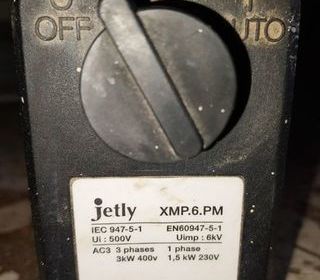 OFF AUTO
jetly XMP.6.PM
IEC 947-5-1 EN60947-5-1
Ui : 500V Uimp : 6kV
AC3 3 phases 1 phase
3kW 400v 1,5 kW 230V